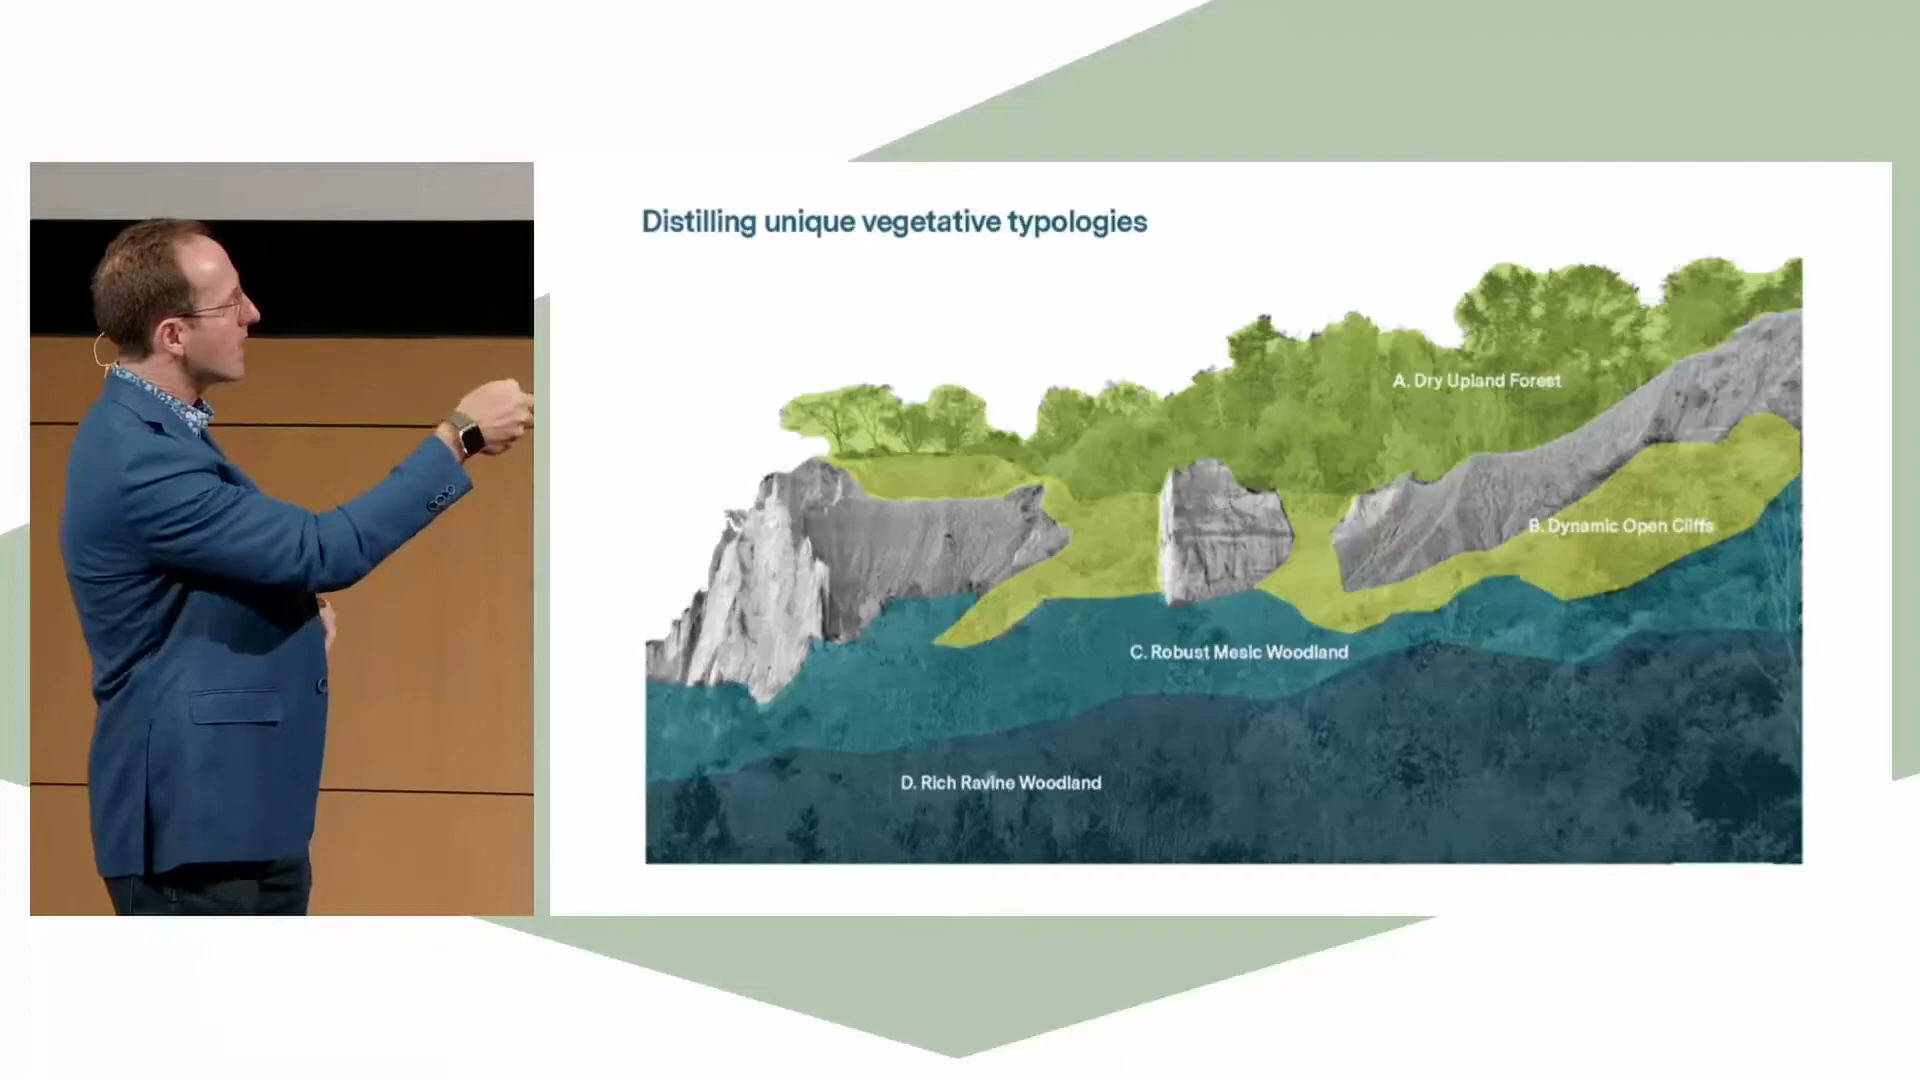 Distilling unique vegetative typologies
A. Dry Upland Forest
B. Dynamic Open Cliffs
C. Robust Mesic Woodland
D. Rich Ravine Woodland